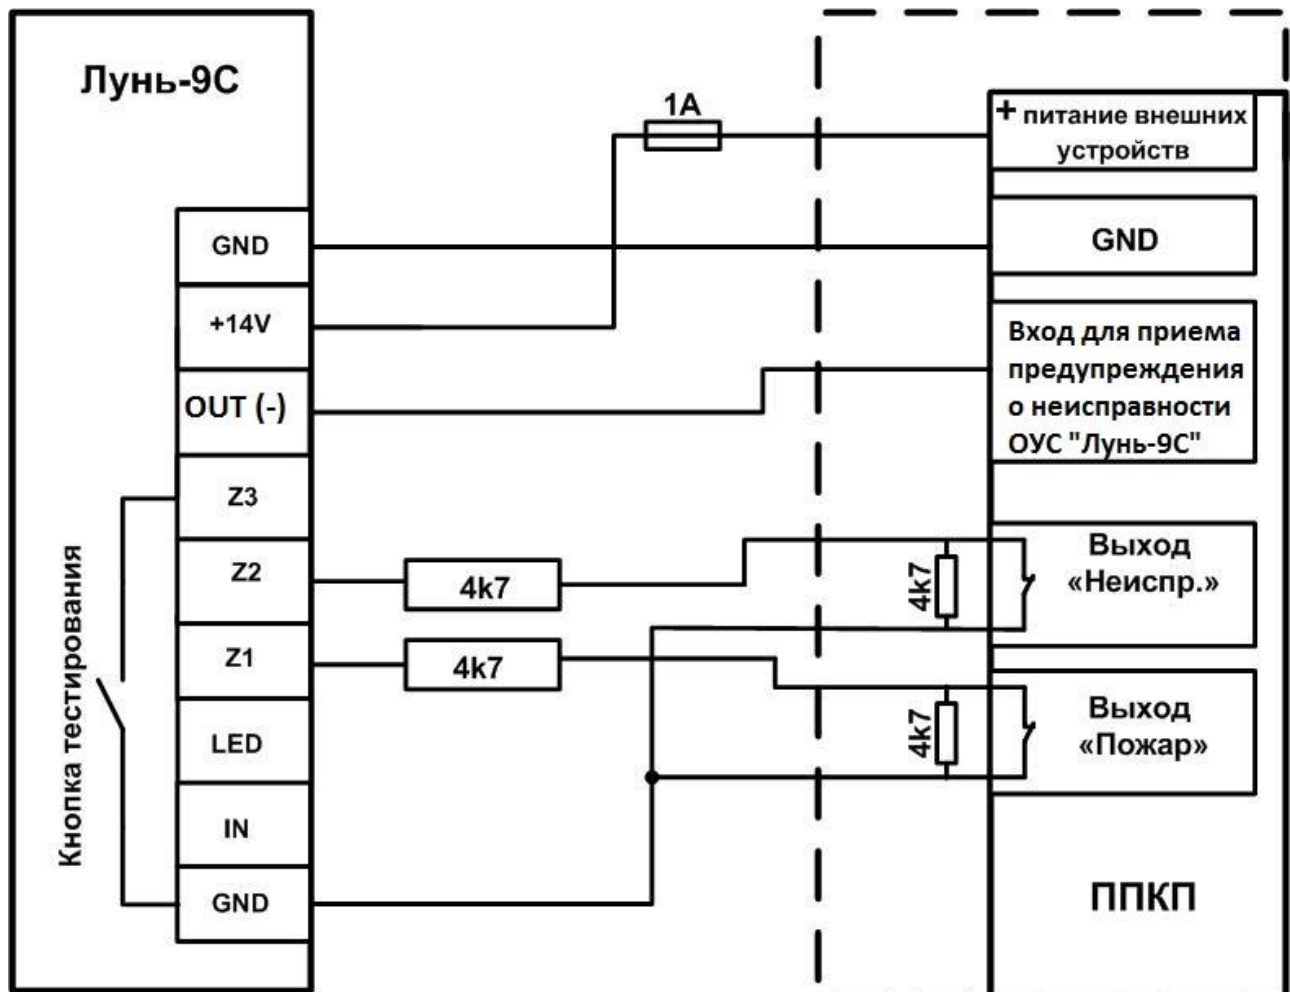 Лунь-9С
1А
+ питание внешних
устройств
GND
GND
+14V
Вход для приема
предупреждения
о неисправности
ОУС "Лунь-9С"
OUT (-)
Z3
Z2
4k7
4k7
Выход
«Неиспр.»
Z1
4k7
4k7
Выход
«Пожар»
LED
IN
GND
Кнопка тестирования
ППКП